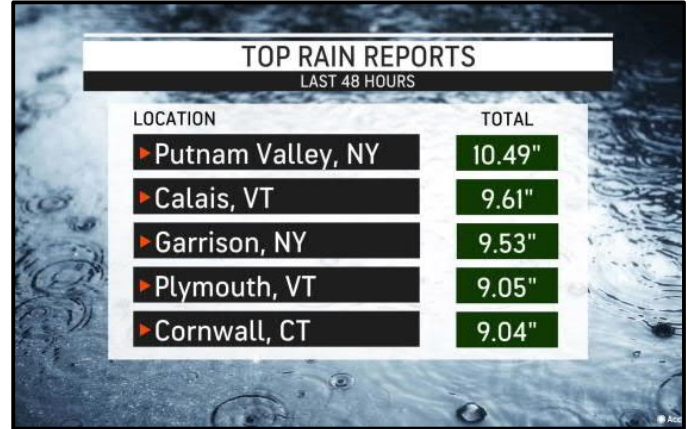 TOP RAIN REPORTS
LAST 48 HOURS
LOCATION TOTAL
Putnam Valley, NY 10.49"
Calais, VT 9.61"
Garrison, NY 9.53"
Plymouth, VT 9.05"
Cornwall, CT 9.04"